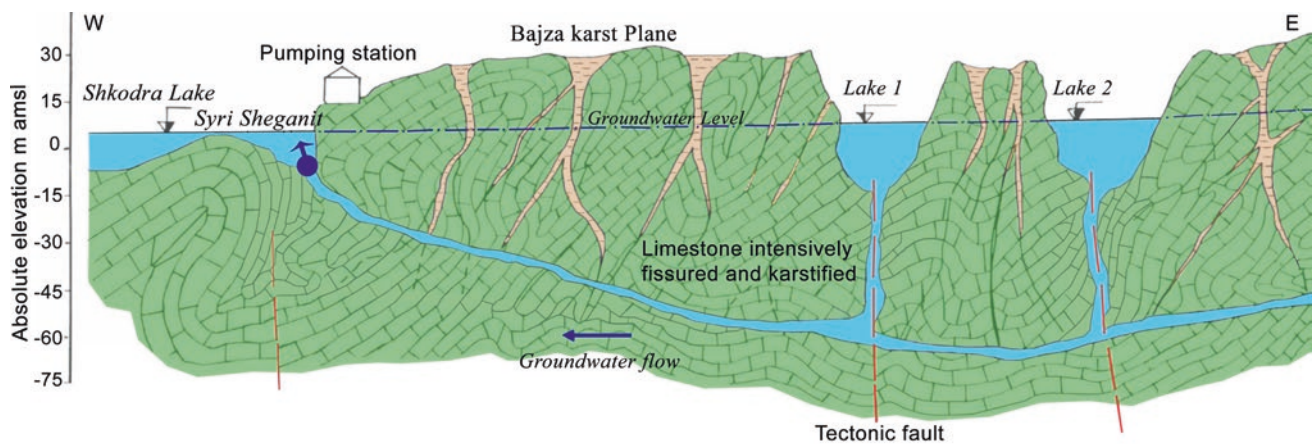 W
E
Bajza karst Plane
Pumping station
Shkodra Lake
Syri Sheganit
Groundwater Level
Lake 1
Lake 2
Absolute elevation m amsl
30
15
0
-15
-30
-45
-60
-75
Limestone intensively
fissured and karstified
Groundwater flow
Tectonic fault